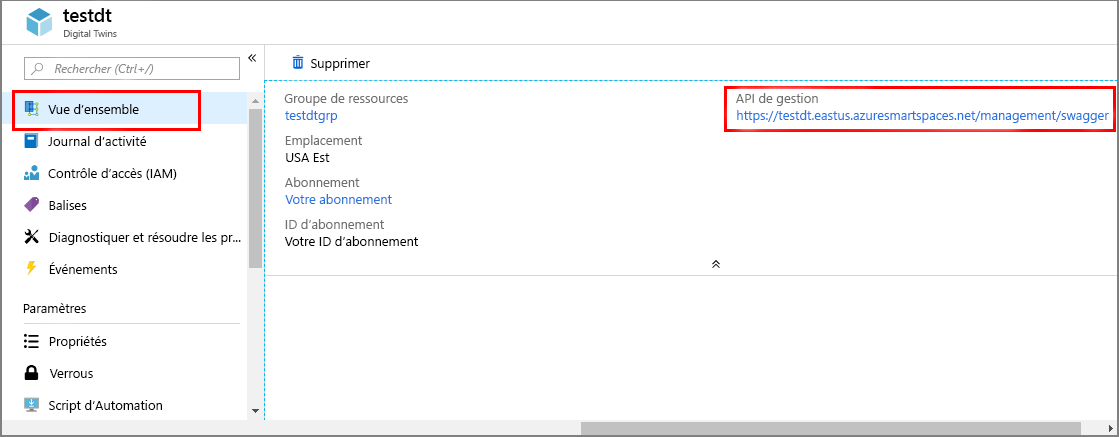 testdt
Digital Twins
Rechercher (Ctrl+/)
«
Vue d'ensemble
Journal d'activité
Contrôle d'accès (IAM)
Balises
Diagnostiquer et résoudre les pr...
Événements
Paramètres
Propriétés
Verrous
Script d'Automation
Supprimer
Groupe de ressources
testdtgrp
Emplacement
USA Est
Abonnement
Votre abonnement
ID d'abonnement
Votre ID d'abonnement
API de gestion
https://testdt.eastus.azuresmartspaces.net/management/swagger